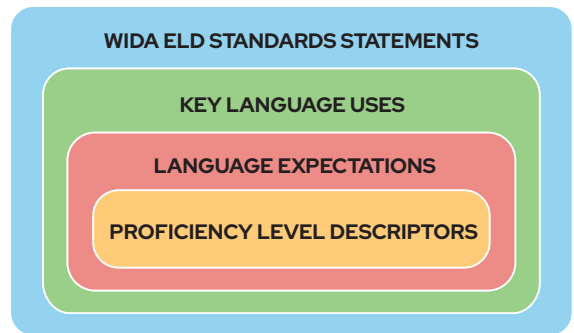 WIDA ELD STANDARDS STATEMENTS
KEY LANGUAGE USES
LANGUAGE EXPECTATIONS
PROFICIENCY LEVEL DESCRIPTORS